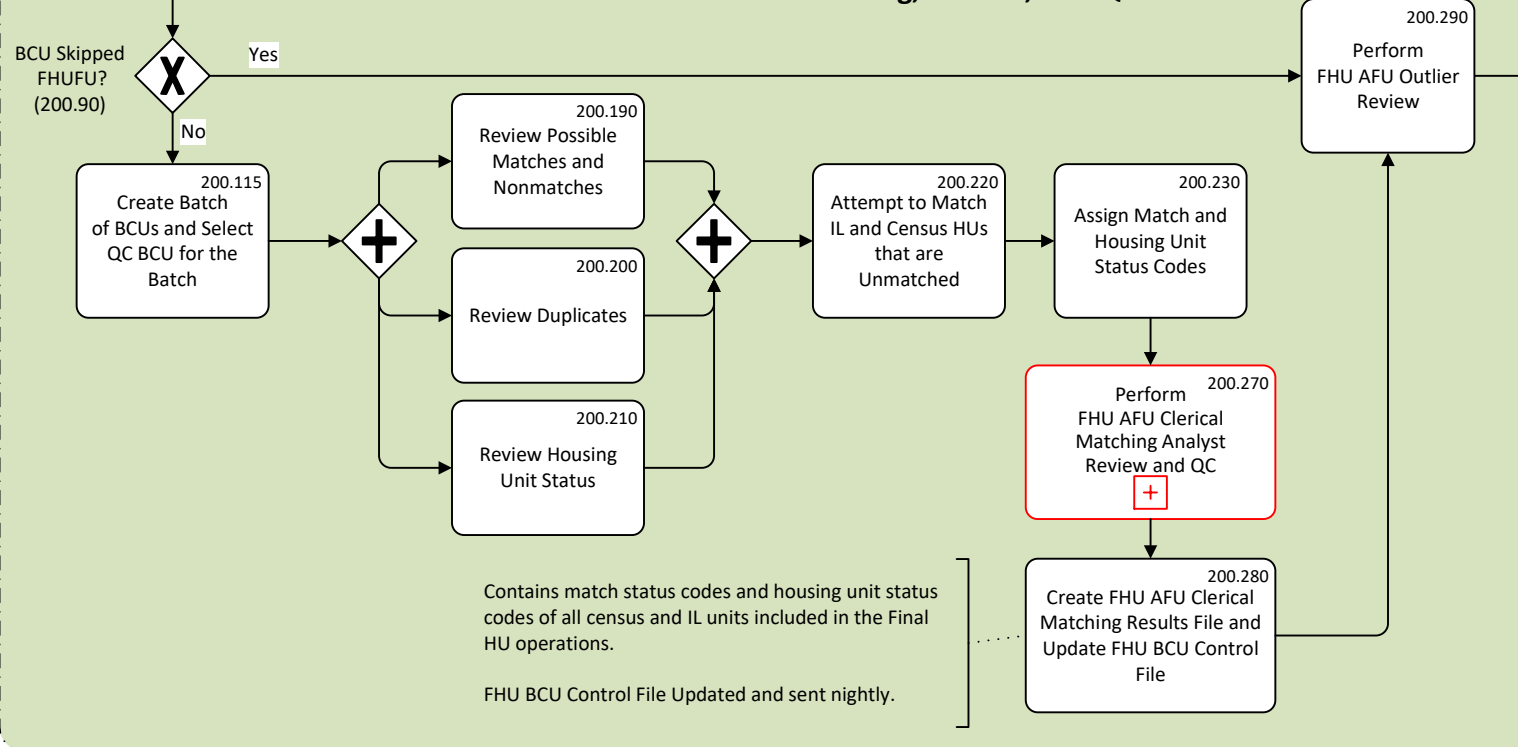 BCU Skipped
FHUFU?
(200.90)
Yes
No
200.115
Create Batch
of BCUs and Select
QC BCU for the
Batch
200.190
Review Possible
Matches and
Nonmatches
200.200
Review Duplicates
200.210
Review Housing
Unit Status
200.220
Attempt to Match
IL and Census HUs
that are
Unmatched
200.230
Assign Match and
Housing Unit
Status Codes
200.270
Perform
FHU AFU Clerical
Matching Analyst
Review and QC
200.280
Create FHU AFU Clerical
Matching Results File and
Update FHU BCU Control
File
200.290
Perform
FHU AFU Outlier
Review
Contains match status codes and housing unit status
codes of all census and IL units included in the Final
HU operations.
FHU BCU Control File Updated and sent nightly.